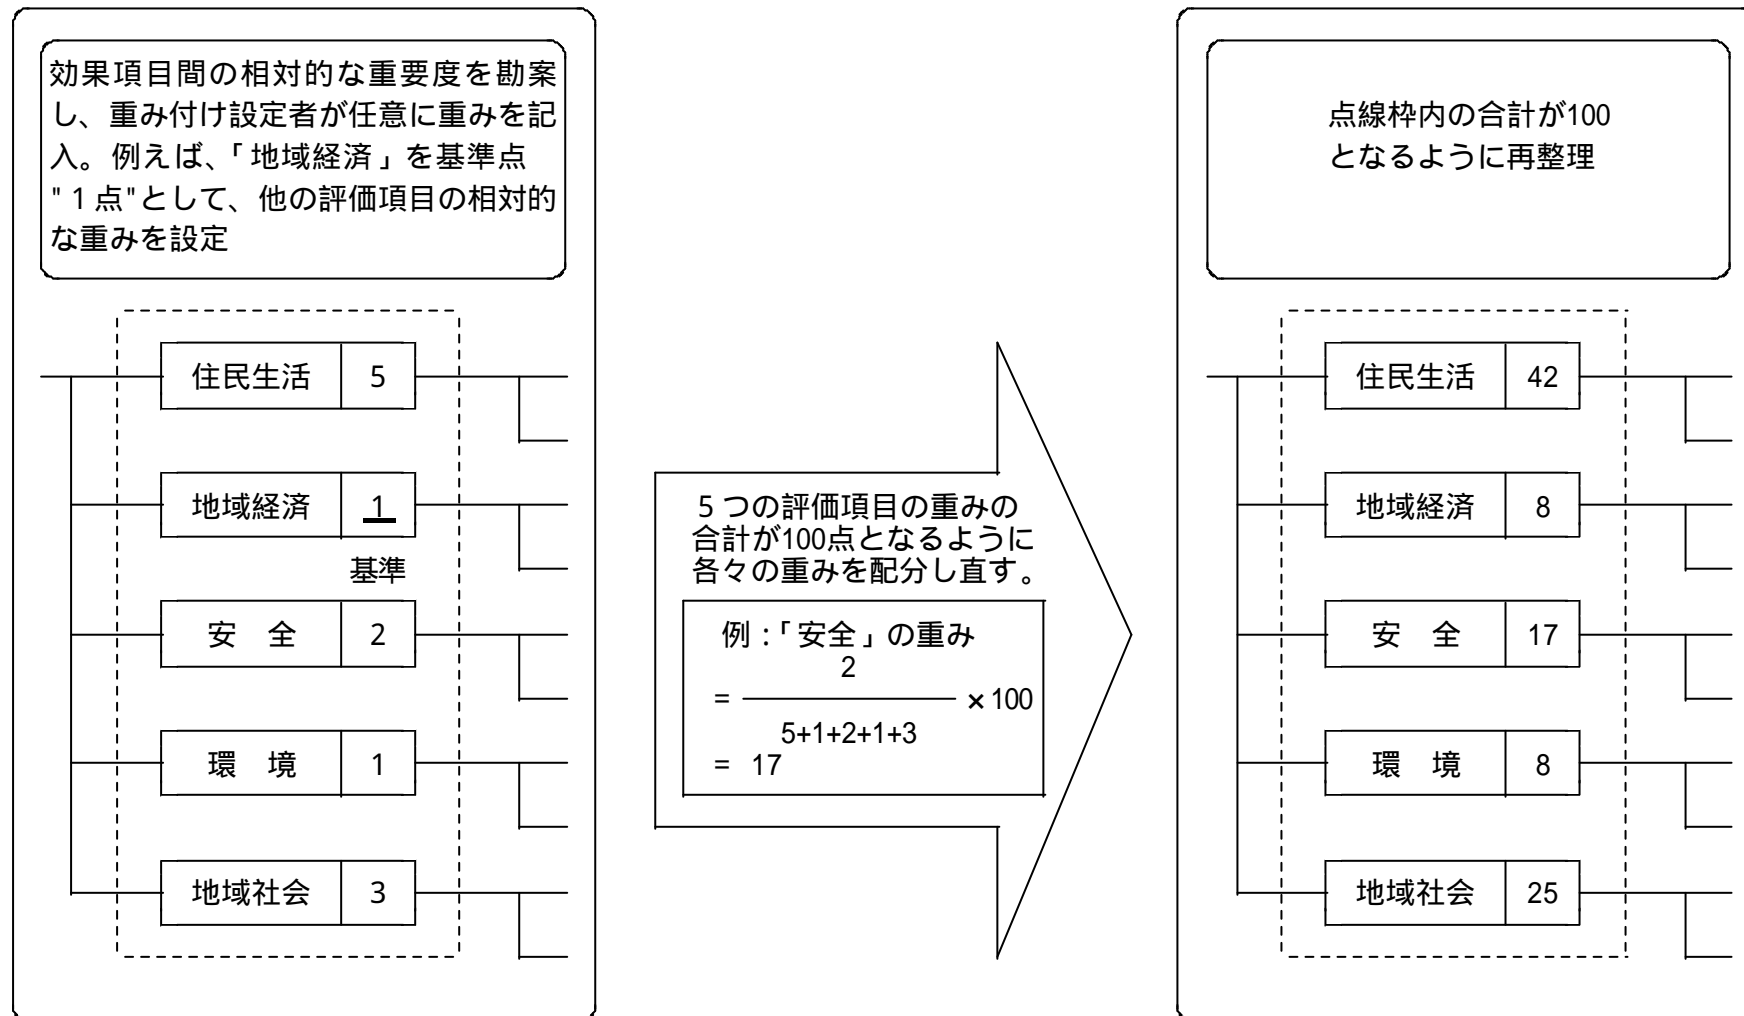 効果項目間の相対的な重要度を勘案
し、重み付け設定者が任意に重みを記
入。例えば、「地域経済」を基準点
"１点"として、他の評価項目の相対的
な重みを設定
住民生活 5
地域経済 1
基準
安　全 2
環　境 1
地域社会 3
５つの評価項目の重みの
合計が100点となるように
各々の重みを配分し直す。
例：「安全」の重み
2
= ——— ×100
5+1+2+1+3
= 17
点線枠内の合計が100
となるように再整理
住民生活 42
地域経済 8
安　全 17
環　境 8
地域社会 25